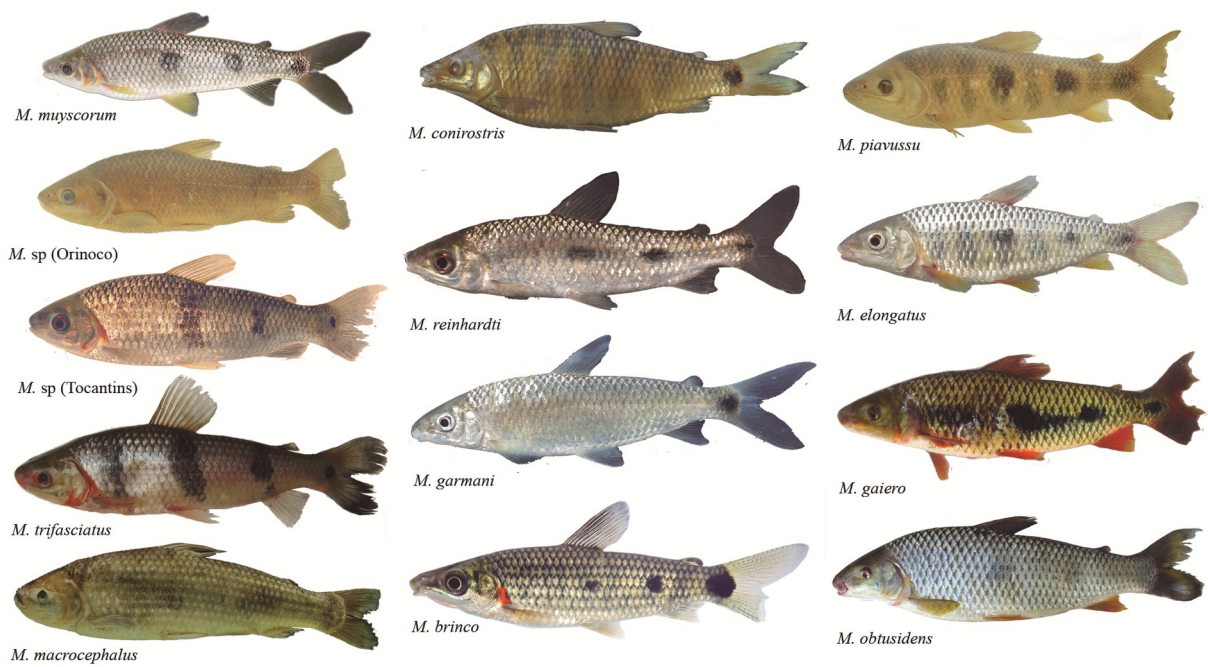 M. muyscorum
M. sp (Orinoco)
M. sp (Tocantins)
M. trifasciatus
M. macrocephalus
M. conirostris
M. reinhardti
M. garmani
M. brinco
M. piavussu
M. elongatus
M. gaiero
M. obtusidens